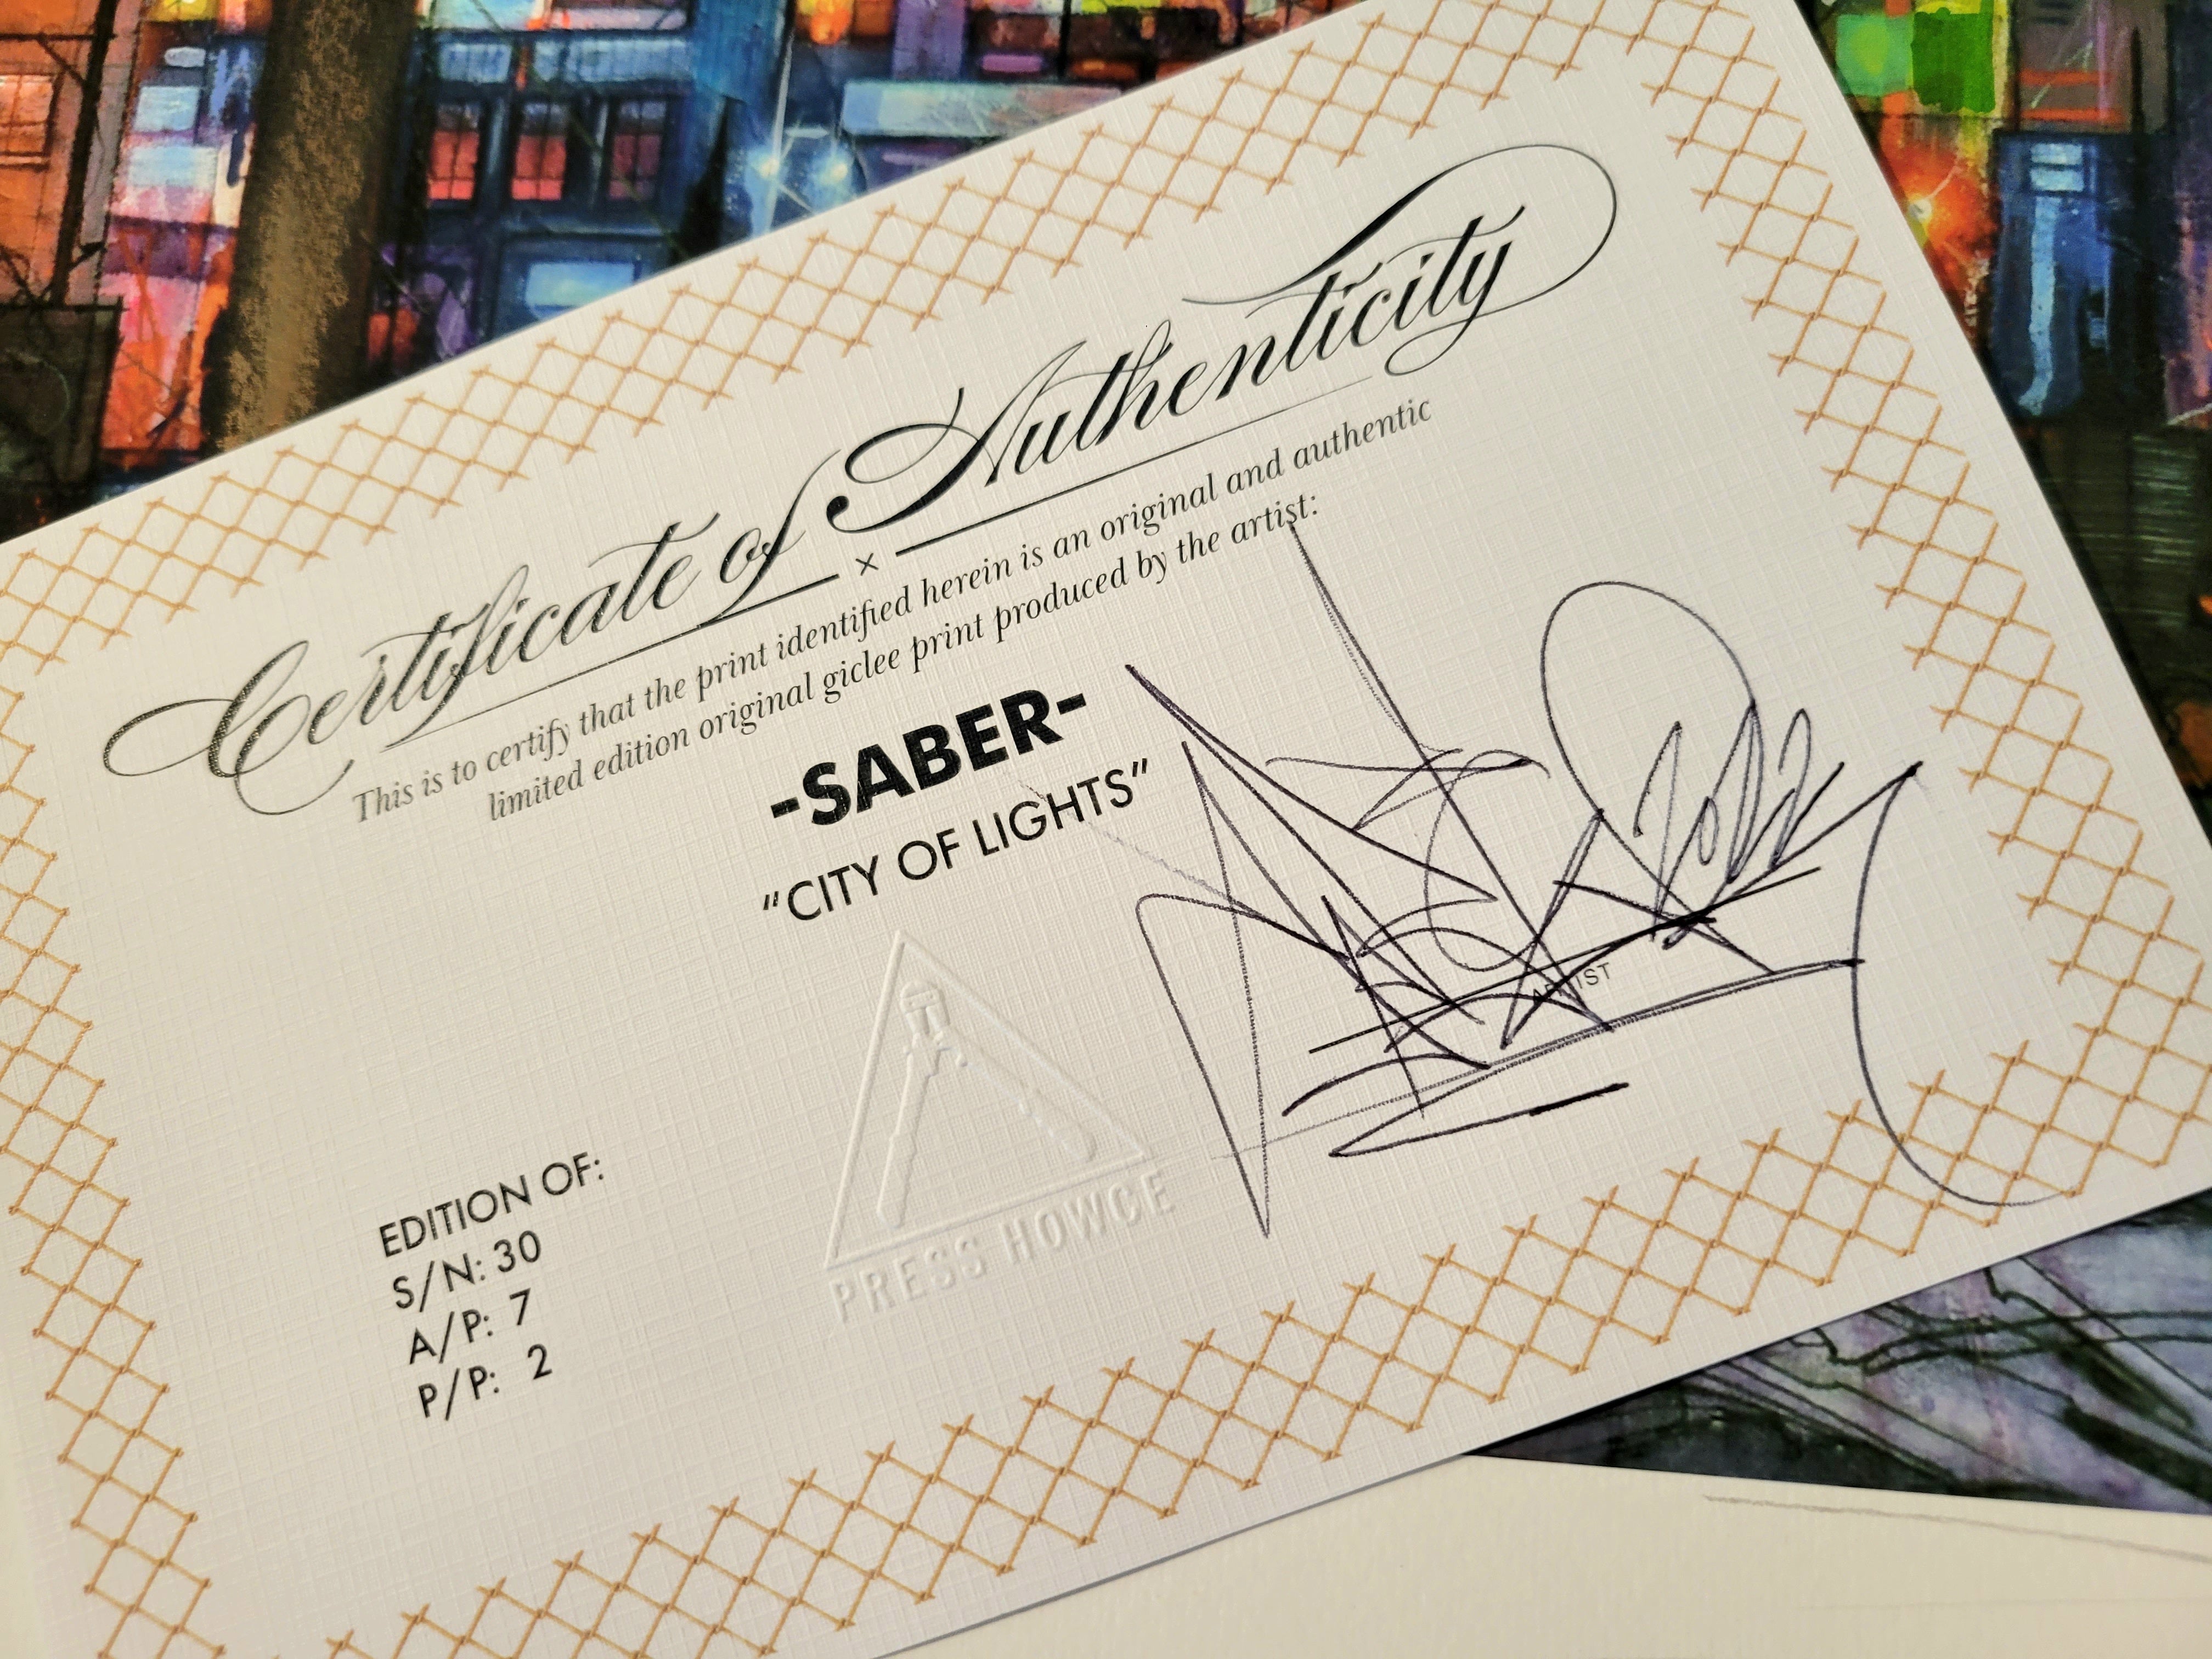 Certificate of Authenticity
×
This is to certify that the print identified herein is an original and authentic
limited edition original giclee print produced by the artist:
-SABER-
“CITY OF LIGHTS”
ARTIST
EDITION OF:
S/N: 30
A/P: 7
P/P: 2
PRESS HOWCE